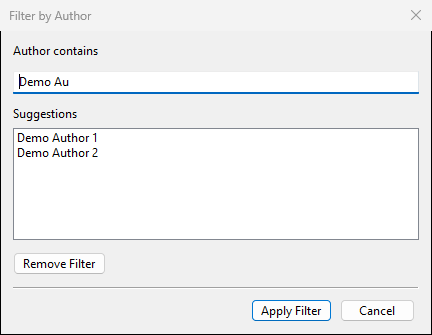 Filter by Author
Author contains
Demo Au
Suggestions
Demo Author 1
Demo Author 2
Remove Filter
Apply Filter
Cancel